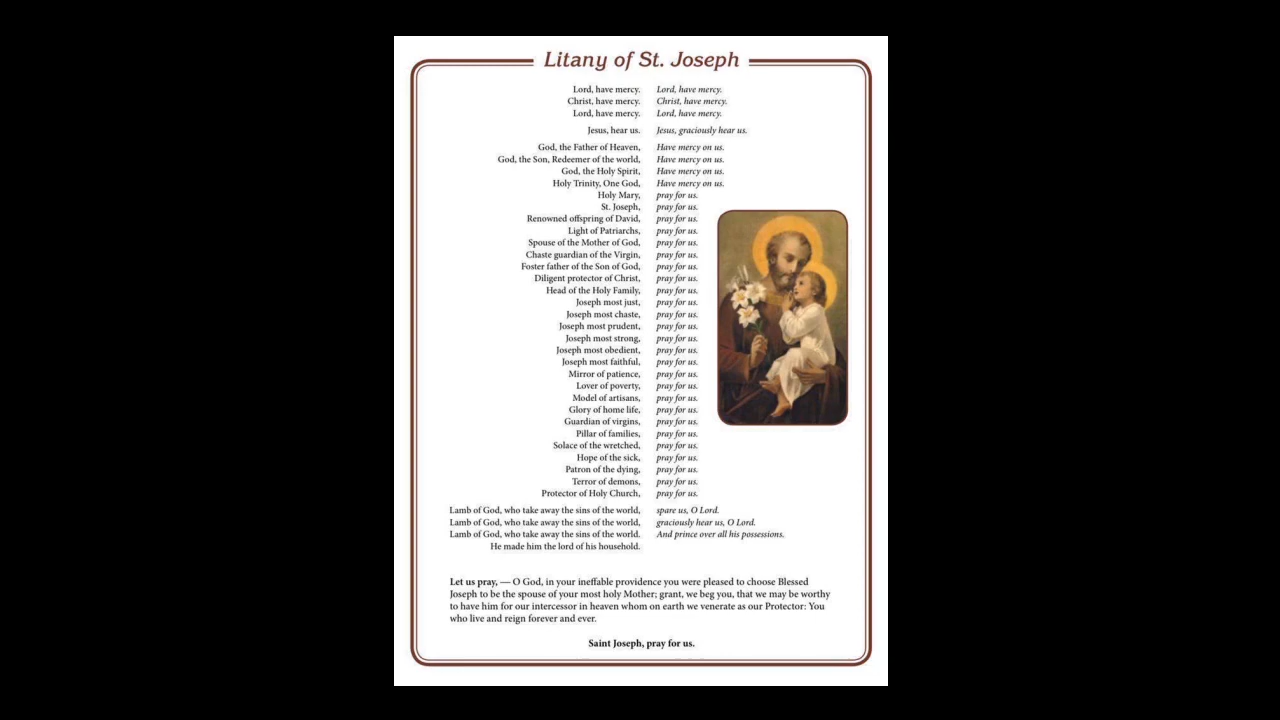 Litany of St. Joseph
Lord, have mercy. Lord, have mercy.
Christ, have mercy. Christ, have mercy.
Lord, have mercy. Lord, have mercy.
Jesus, hear us. Jesus, graciously hear us.
God, the Father of Heaven, Have mercy on us.
God, the Son, Redeemer of the world, Have mercy on us.
God, the Holy Spirit, Have mercy on us.
Holy Trinity, One God, Have mercy on us.
Holy Mary, pray for us.
St. Joseph, pray for us.
Renowned offspring of David, pray for us.
Light of Patriarchs, pray for us.
Spouse of the Mother of God, pray for us.
Chaste guardian of the Virgin, pray for us.
Foster father of the Son of God, pray for us.
Diligent protector of Christ, pray for us.
Head of the Holy Family, pray for us.
Joseph most just, pray for us.
Joseph most chaste, pray for us.
Joseph most prudent, pray for us.
Joseph most strong, pray for us.
Joseph most obedient, pray for us.
Joseph most faithful, pray for us.
Mirror of patience, pray for us.
Lover of poverty, pray for us.
Model of artisans, pray for us.
Glory of home life, pray for us.
Guardian of virgins, pray for us.
Pillar of families, pray for us.
Solace of the wretched, pray for us.
Hope of the sick, pray for us.
Patron of the dying, pray for us.
Terror of demons, pray for us.
Protector of Holy Church, pray for us.
Lamb of God, who take away the sins of the world, spare us, O Lord.
Lamb of God, who take away the sins of the world, graciously hear us, O Lord.
Lamb of God, who take away the sins of the world. And prince over all his possessions.
He made him the lord of his household.
Let us pray, — O God, in your ineffable providence you were pleased to choose Blessed
Joseph to be the spouse of your most holy Mother; grant, we beg you, that we may be worthy
to have him for our intercessor in heaven whom on earth we venerate as our Protector: You
who live and reign forever and ever.
Saint Joseph, pray for us.